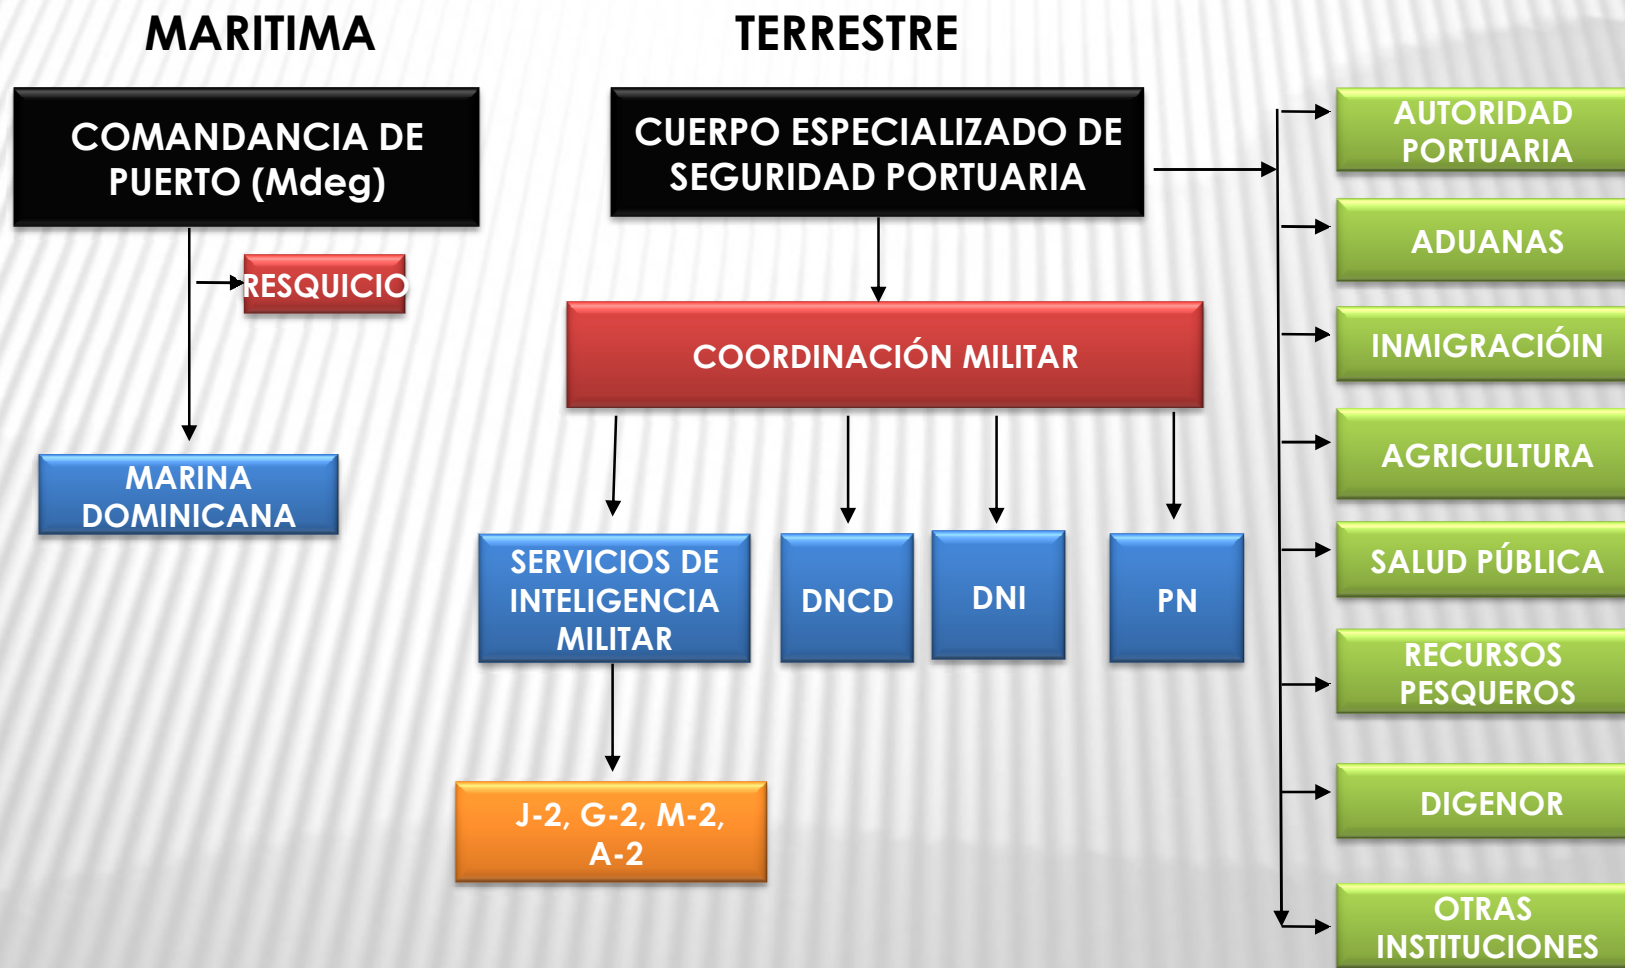 MARITIMA
TERRESTRE
COMANDANCIA DE
PUERTO (Mdeg)
RESQUICIO
MARINA
DOMINICANA
CUERPO ESPECIALIZADO DE
SEGURIDAD PORTUARIA
COORDINACIÓN MILITAR
SERVICIOS DE
INTELIGENCIA
MILITAR
DNCD
DNI
PN
J-2, G-2, M-2,
A-2
AUTORIDAD
PORTUARIA
ADUANAS
INMIGRACIÓIN
AGRICULTURA
SALUD PÚBLICA
RECURSOS
PESQUEROS
DIGENOR
OTRAS
INSTITUCIONES